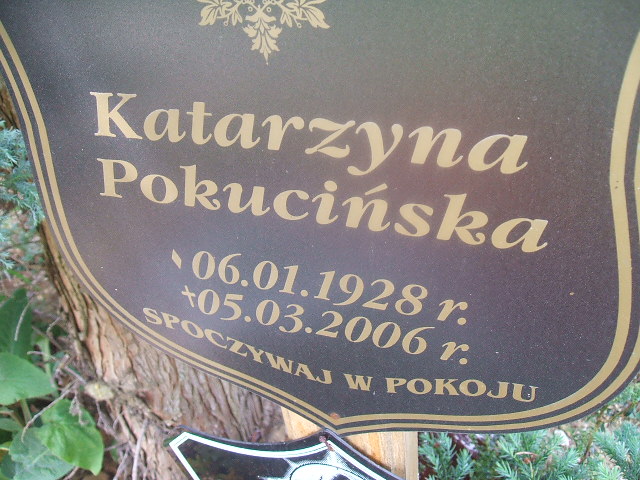 Katarzyna
Pokucińska
06.01.1928 r.
†05.03.2006 r.
SPOCZYWAJ W POKOJU